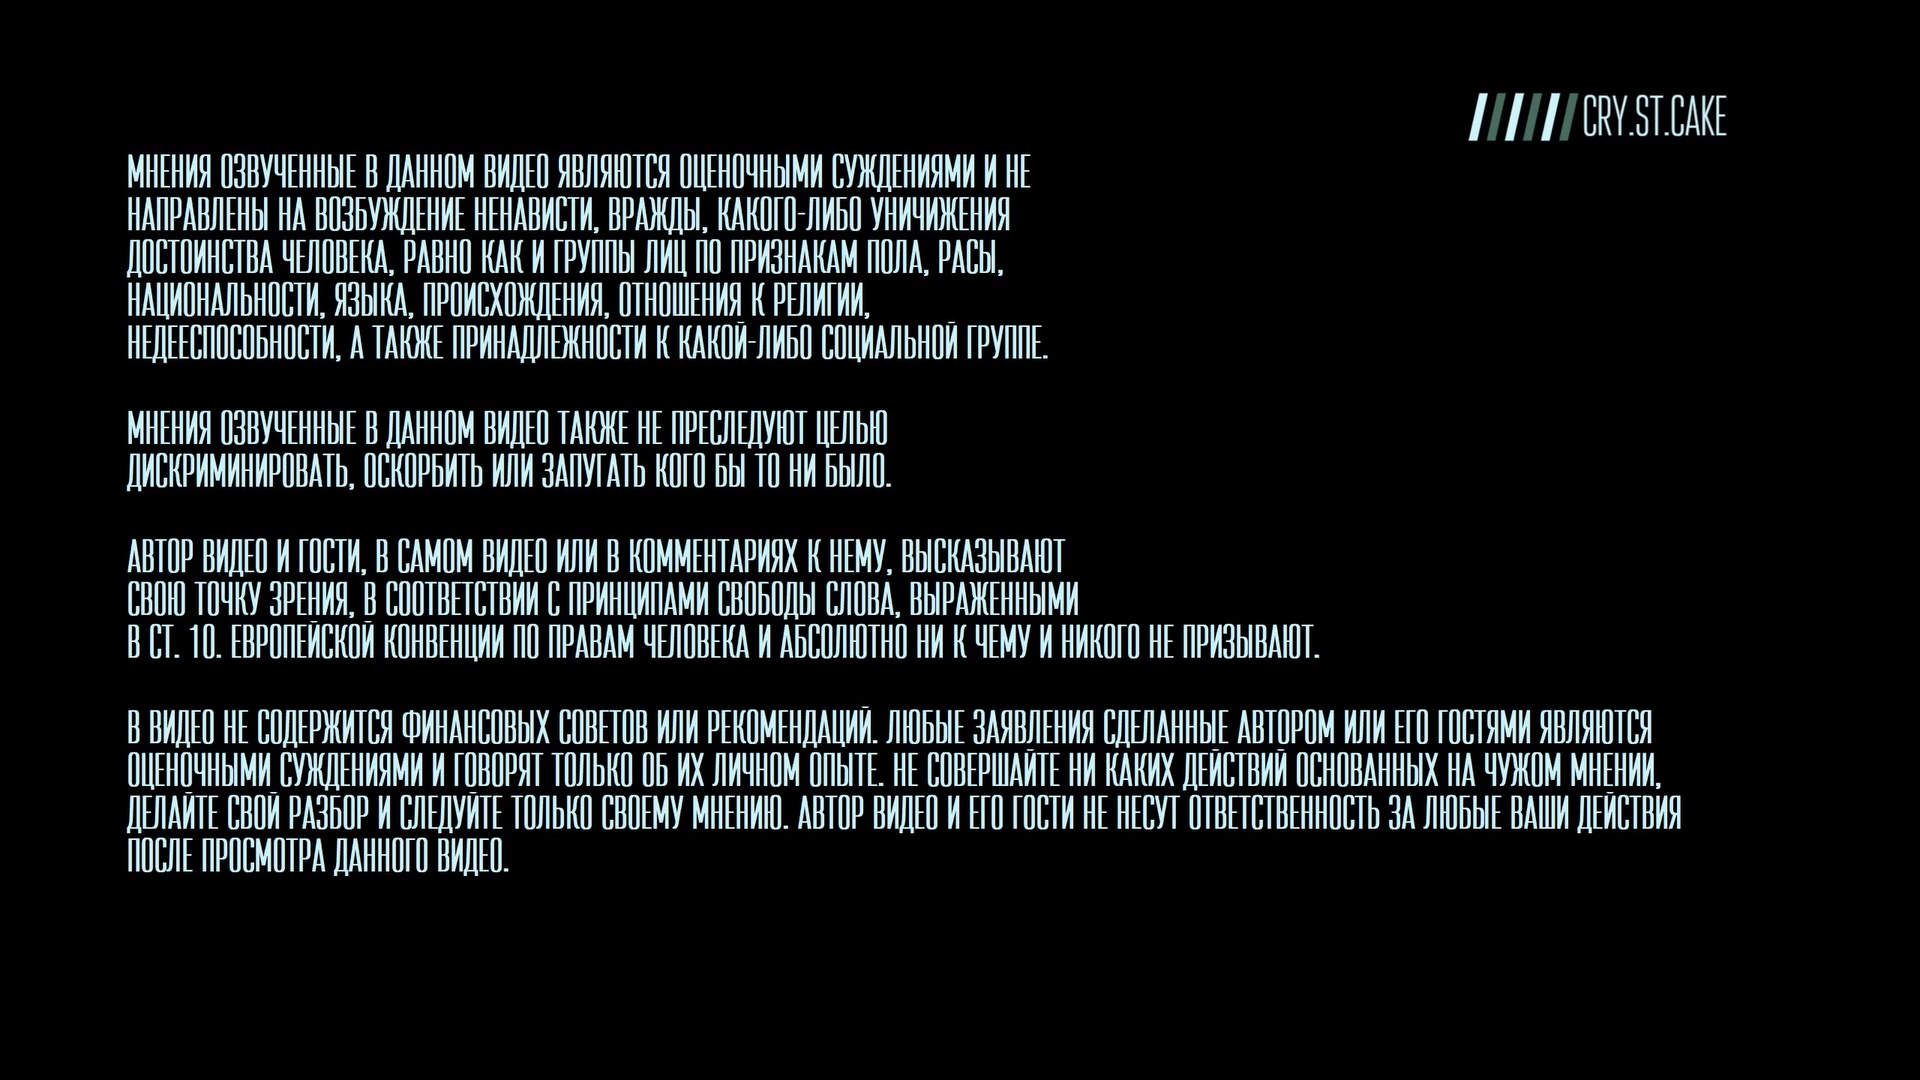 CRY.ST.CAKE
МНЕНИЯ ОЗВУЧЕННЫЕ В ДАННОМ ВИДЕО ЯВЛЯЮТСЯ ОЦЕНОЧНЫМИ СУЖДЕНИЯМИ И НЕ
НАПРАВЛЕНЫ НА ВОЗБУЖДЕНИЕ НЕНАВИСТИ, ВРАЖДЫ, КАКОГО-ЛИБО УНИЧИЖЕНИЯ
ДОСТОИНСТВА ЧЕЛОВЕКА, РАВНО КАК И ГРУППЫ ЛИЦ ПО ПРИЗНАКАМ ПОЛА, РАСЫ,
НАЦИОНАЛЬНОСТИ, ЯЗЫКА, ПРОИСХОЖДЕНИЯ, ОТНОШЕНИЯ К РЕЛИГИИ,
НЕДЕЕСПОСОБНОСТИ, А ТАКЖЕ ПРИНАДЛЕЖНОСТИ К КАКОЙ-ЛИБО СОЦИАЛЬНОЙ ГРУППЕ.
МНЕНИЯ ОЗВУЧЕННЫЕ В ДАННОМ ВИДЕО ТАКЖЕ НЕ ПРЕСЛЕДУЮТ ЦЕЛЬЮ
ДИСКРИМИНИРОВАТЬ, ОСКОРБИТЬ ИЛИ ЗАПУГАТЬ КОГО БЫ ТО НИ БЫЛО.
АВТОР ВИДЕО И ГОСТИ, В САМОМ ВИДЕО ИЛИ В КОММЕНТАРИЯХ К НЕМУ, ВЫСКАЗЫВАЮТ
СВОЮ ТОЧКУ ЗРЕНИЯ, В СООТВЕТСТВИИ С ПРИНЦИПАМИ СВОБОДЫ СЛОВА, ВЫРАЖЕННЫМИ
В СТ. 10. ЕВРОПЕЙСКОЙ КОНВЕНЦИИ ПО ПРАВАМ ЧЕЛОВЕКА И АБСОЛЮТНО НИ К ЧЕМУ И НИКОГО НЕ ПРИЗЫВАЮТ.
В ВИДЕО НЕ СОДЕРЖИТСЯ ФИНАНСОВЫХ СОВЕТОВ ИЛИ РЕКОМЕНДАЦИЙ. ЛЮБЫЕ ЗАЯВЛЕНИЯ СДЕЛАННЫЕ АВТОРОМ ИЛИ ЕГО ГОСТЯМИ ЯВЛЯЮТСЯ
ОЦЕНОЧНЫМИ СУЖДЕНИЯМИ И ГОВОРЯТ ТОЛЬКО ОБ ИХ ЛИЧНОМ ОПЫТЕ. НЕ СОВЕРШАЙТЕ НИ КАКИХ ДЕЙСТВИЙ ОСНОВАННЫХ НА ЧУЖОМ МНЕНИИ,
ДЕЛАЙТЕ СВОЙ РАЗБОР И СЛЕДУЙТЕ ТОЛЬКО СВОЕМУ МНЕНИЮ. АВТОР ВИДЕО И ЕГО ГОСТИ НЕ НЕСУТ ОТВЕТСТВЕННОСТЬ ЗА ЛЮБЫЕ ВАШИ ДЕЙСТВИЯ
ПОСЛЕ ПРОСМОТРА ДАННОГО ВИДЕО.